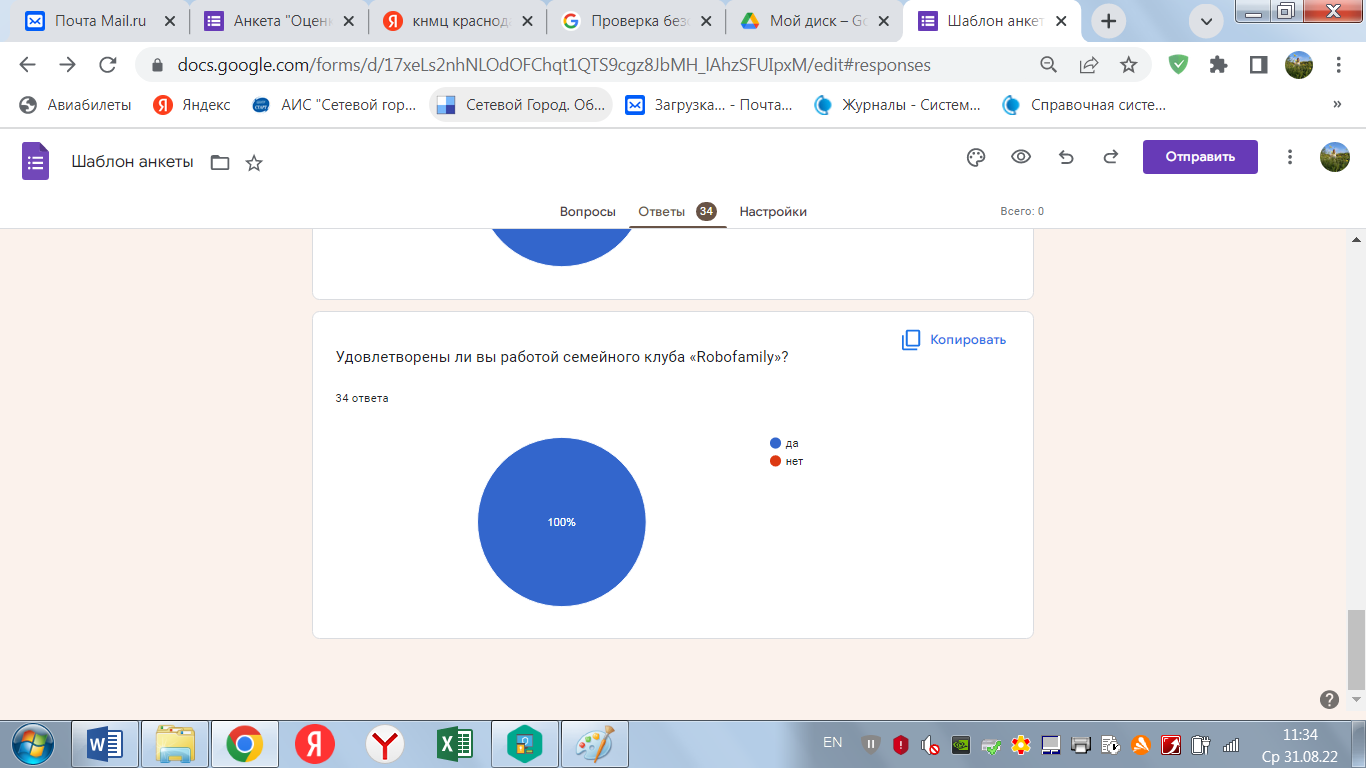 Почта Mail.ru
Анкета "Оцен
кнмц краснода
Проверка без
Мой диск – Go
Шаблон анкет
docs.google.com/forms/d/17xeLs2nhNLOdOFChqt1QTS9cgz8JbMH_lAhzSFUIpxM/edit#responses
Авиабилеты
Яндекс
АИС "Сетевой гор...
Сетевой Город. Об...
Загрузка... - Почта...
Журналы - Систем...
Справочная систе...
»
Шаблон анкеты
Отправить
Вопросы
Ответы 34
Настройки
Всего: 0
Копировать
Удовлетворены ли вы работой семейного клуба «Robofamily»?
34 ответа
да
нет
100%
EN
11:34
Ср 31.08.22